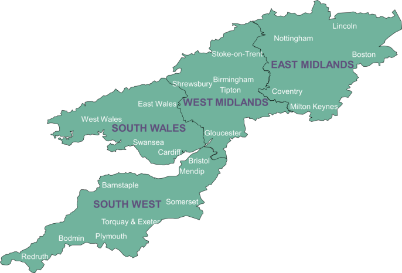 Lincoln
Nottingham
Stoke-on-Trent
Boston
EAST MIDLANDS
Shrewsbury
Birmingham
Tipton
Coventry
East Wales
WEST MIDLANDS
Milton Keynes
West Wales
SOUTH WALES
Gloucester
Swansea
Cardiff
Bristol
Mendip
Barnstaple
SOUTH WEST
Somerset
Torquay & Exeter
Bodmin
Plymouth
Redruth